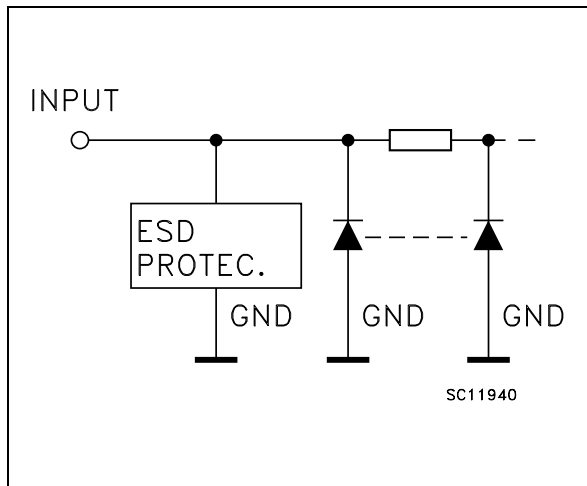 INPUT
ESD
PROTEC.
GND
GND
GND
SC11940